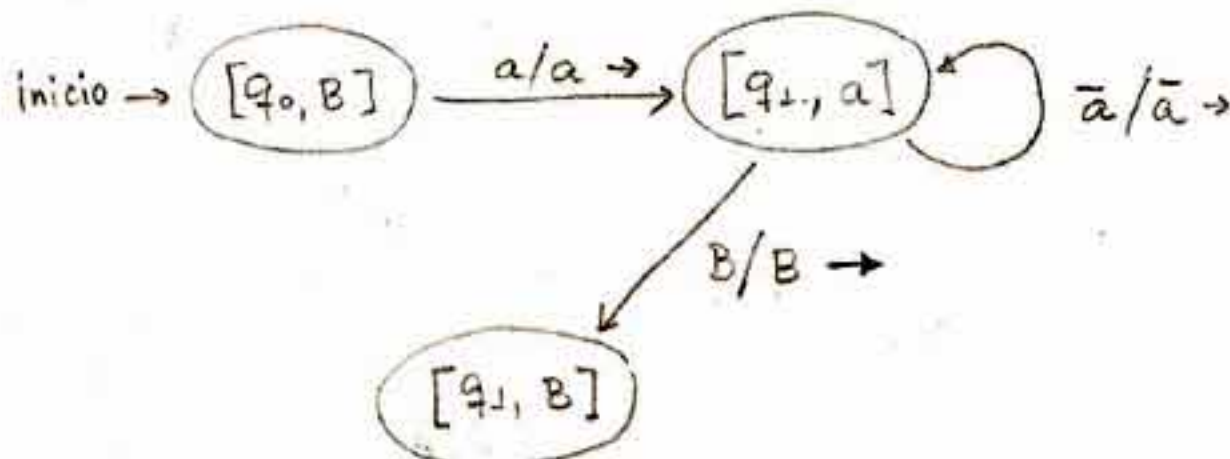 inicio → [q₀, B] a/a → [q₁, a] ā/ā →
B/B →
[q₁, B]